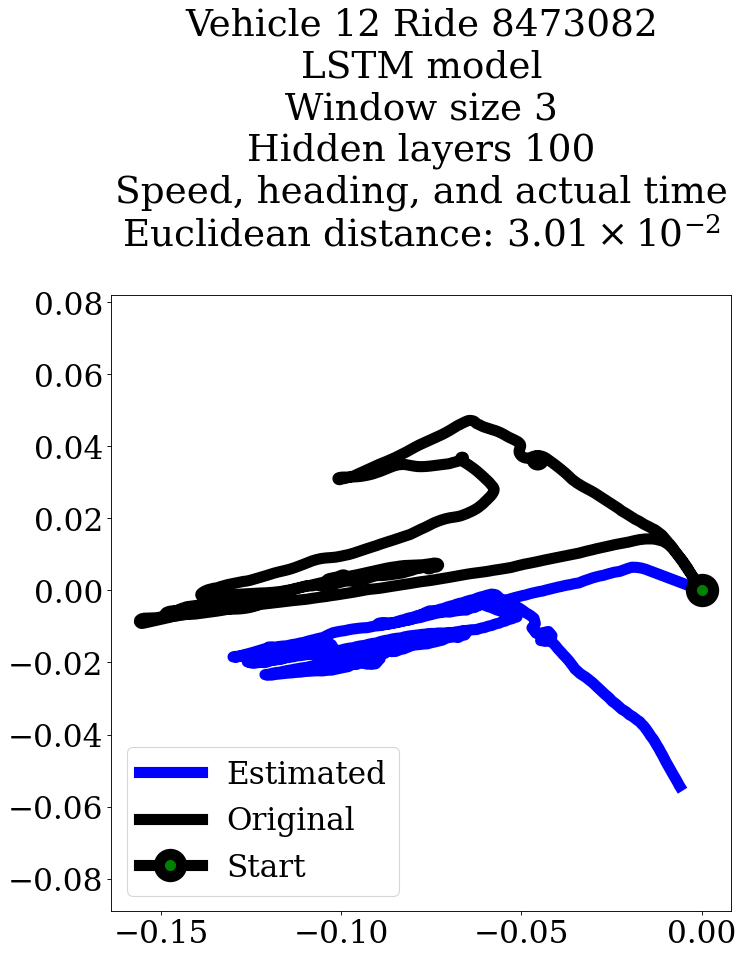 Vehicle 12 Ride 8473082
LSTM model
Window size 3
Hidden layers 100
Speed, heading, and actual time
Euclidean distance: 3.01 × 10⁻²
0.08
0.06
0.04
0.02
0.00
−0.02
−0.04
−0.06
−0.08
Estimated
Original
Start
−0.15 −0.10 −0.05 0.00